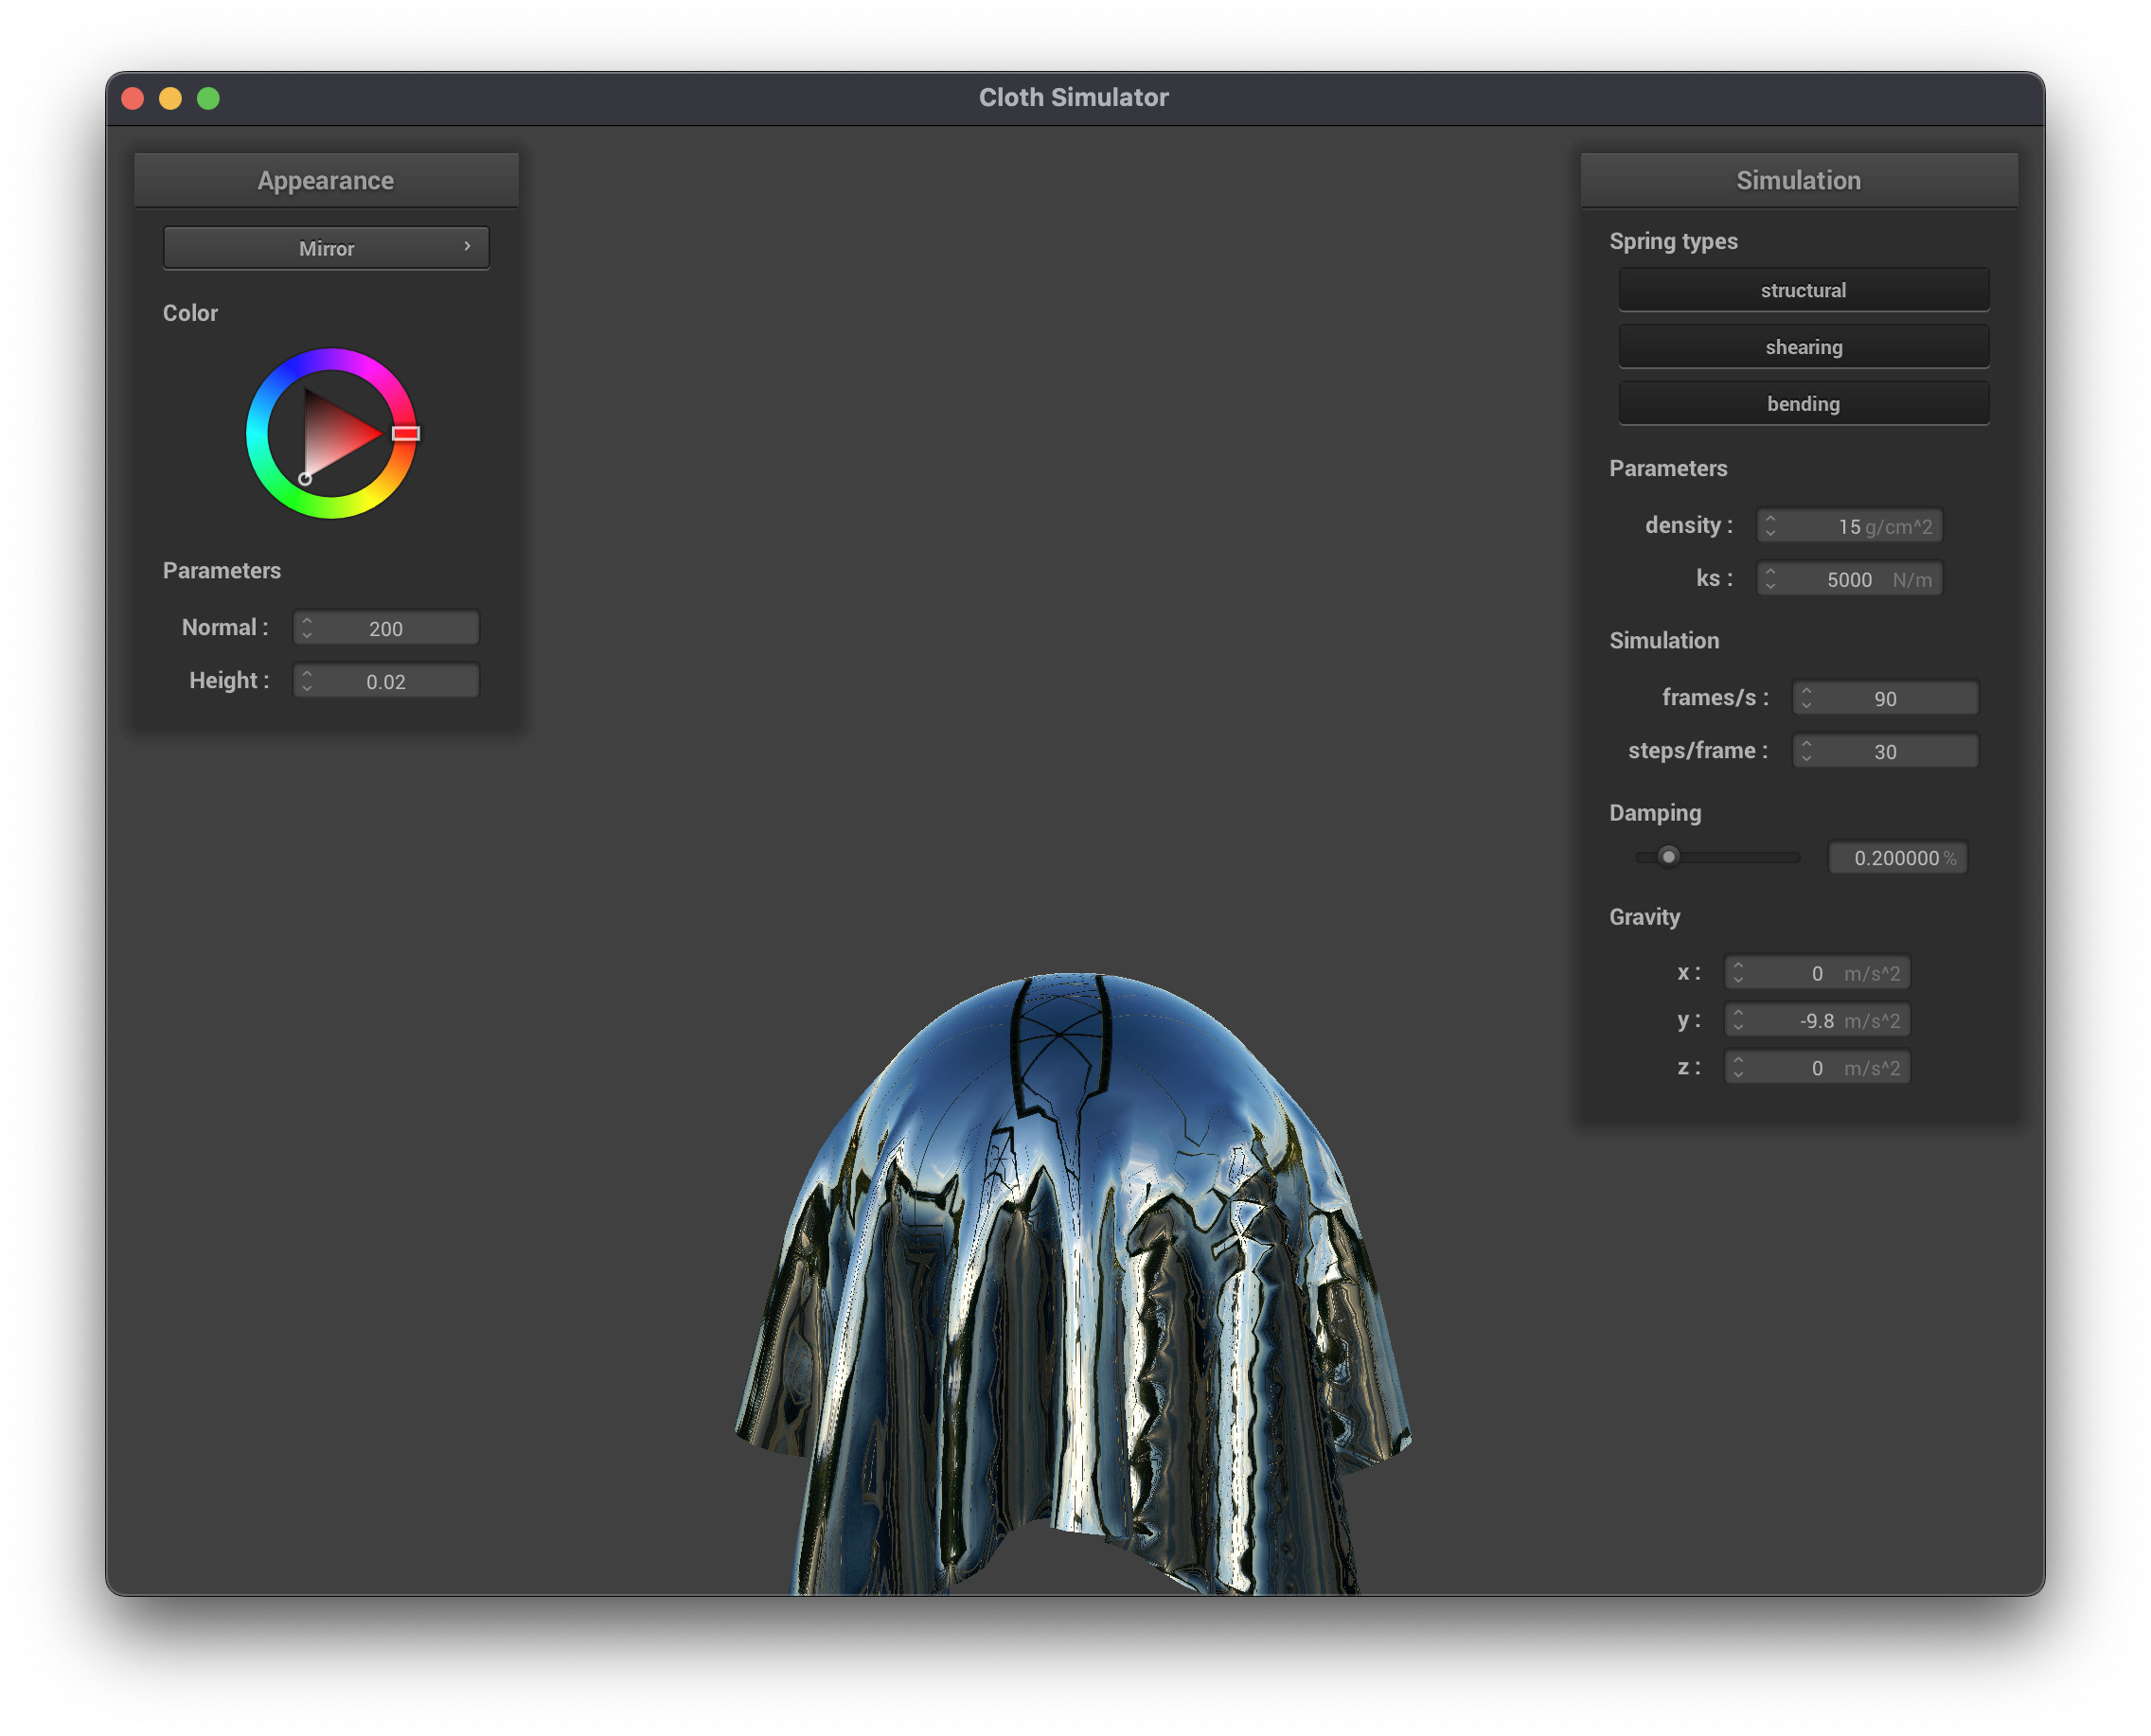 Cloth Simulator
Appearance
Mirror
Color
Parameters
Normal : 200
Height : 0.02
Simulation
Spring types
structural
shearing
bending
Parameters
density : 15 g/cm^2
ks : 5000 N/m
Simulation
frames/s : 90
steps/frame : 30
Damping
0.200000 %
Gravity
x : 0 m/s^2
y : -9.8 m/s^2
z : 0 m/s^2